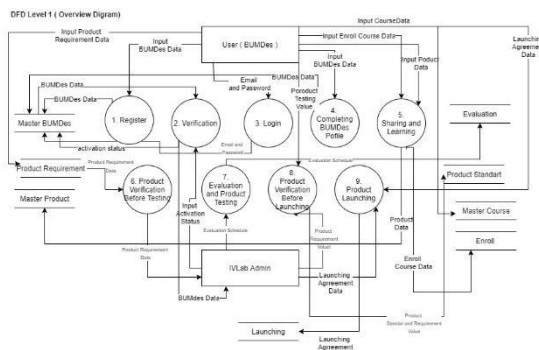 DFD Level 1 ( Overview Digram)
Input CourseData
Input Product
Requirement Data
User ( BUMDes )
Input Enrol Course Data
Launching
Agreement
Data
Input
BUMDes Data
Input
BUMDes
Data
Input Poduct
Data
Email
and Password
BUMDes Data
Poroduct
Testing
Value
BUMDes Data
BUMDes Data
Master BUMDes
activation status
1. Register
2. Verification
3. Login
4.
Completing
BUMDes
Pofile
5.
Sharing and
Learning
Evaluation
Email and
Password
Evaluation Schedule
Product Requirement
Product Requirement
Data
6. Product
Verification
Before Testing
7.
Evaluation
and Product
Testing
8.
Product
Verification
Before
Launching
9.
Product
Launching
Product Standart
Master Product
Input
Activation
Status
Product
Data
Master Course
Product Requirement
Data
Evaluation Schedule
Product
Requirement
Value
Enroll
IVLab Admin
Enroll
Course Data
Launching
Agreement
Data
BUMdes Data
Product
Special and Requirement
Value
Launching
Launching
Agreement